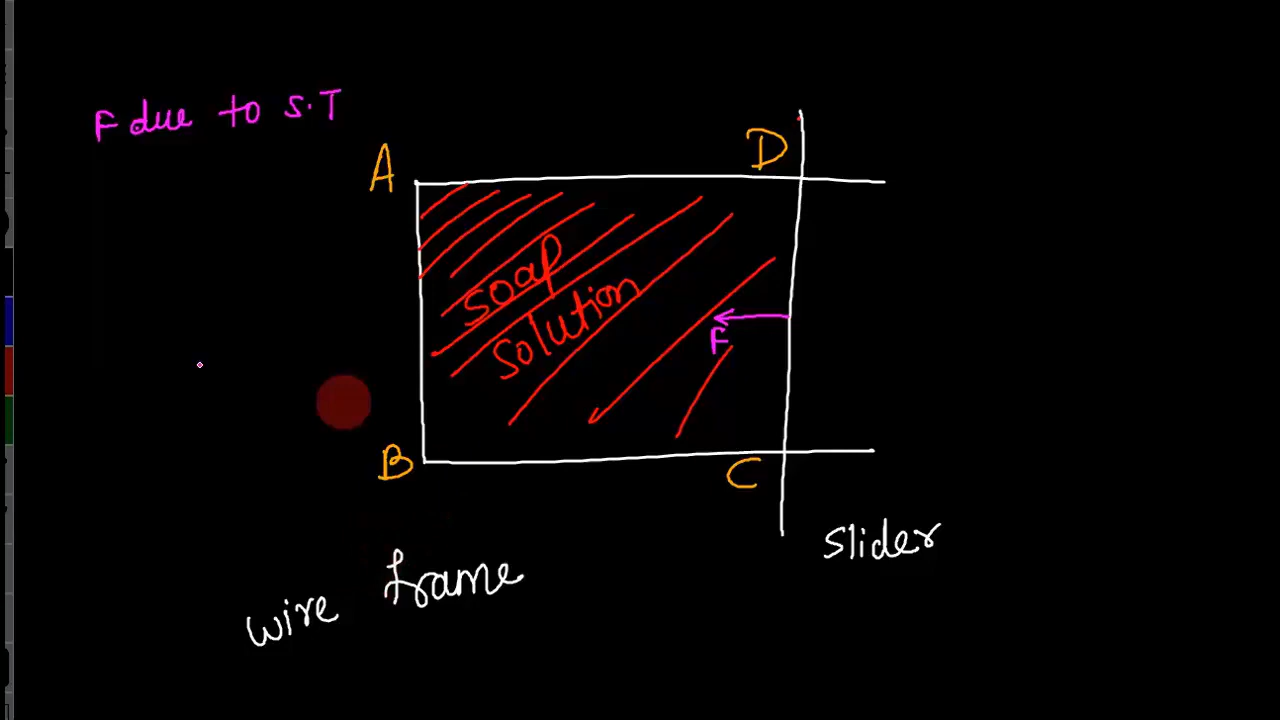 F due to S.T
A
D
soap
solution
F
B
C
slider
wire frame